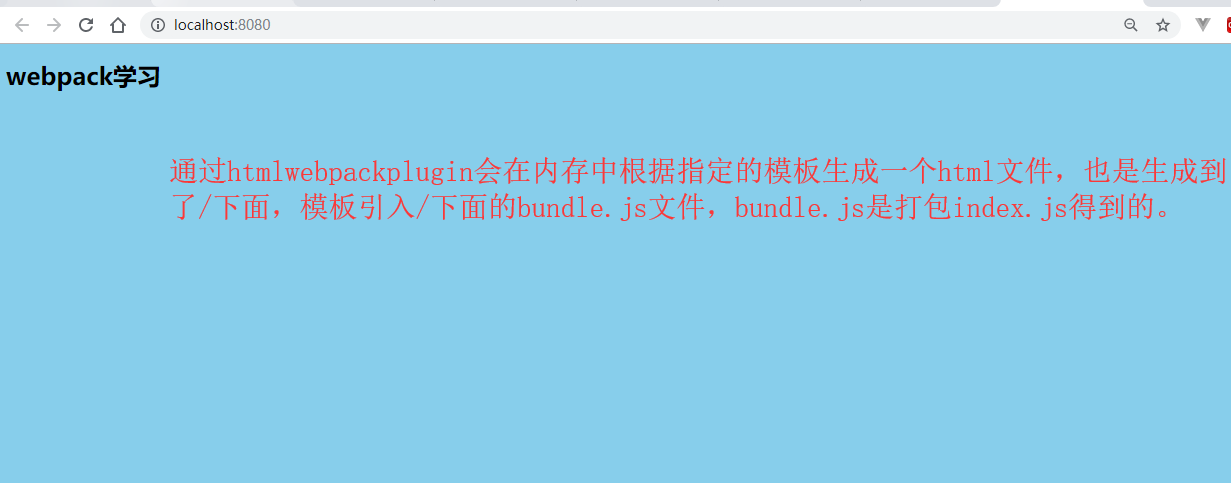 localhost:8080
webpack学习
通过htmlwebpackplugin会在内存中根据指定的模板生成一个html文件，也是生成到
了/下面，模板引入/下面的bundle.js文件，bundle.js是打包index.js得到的。